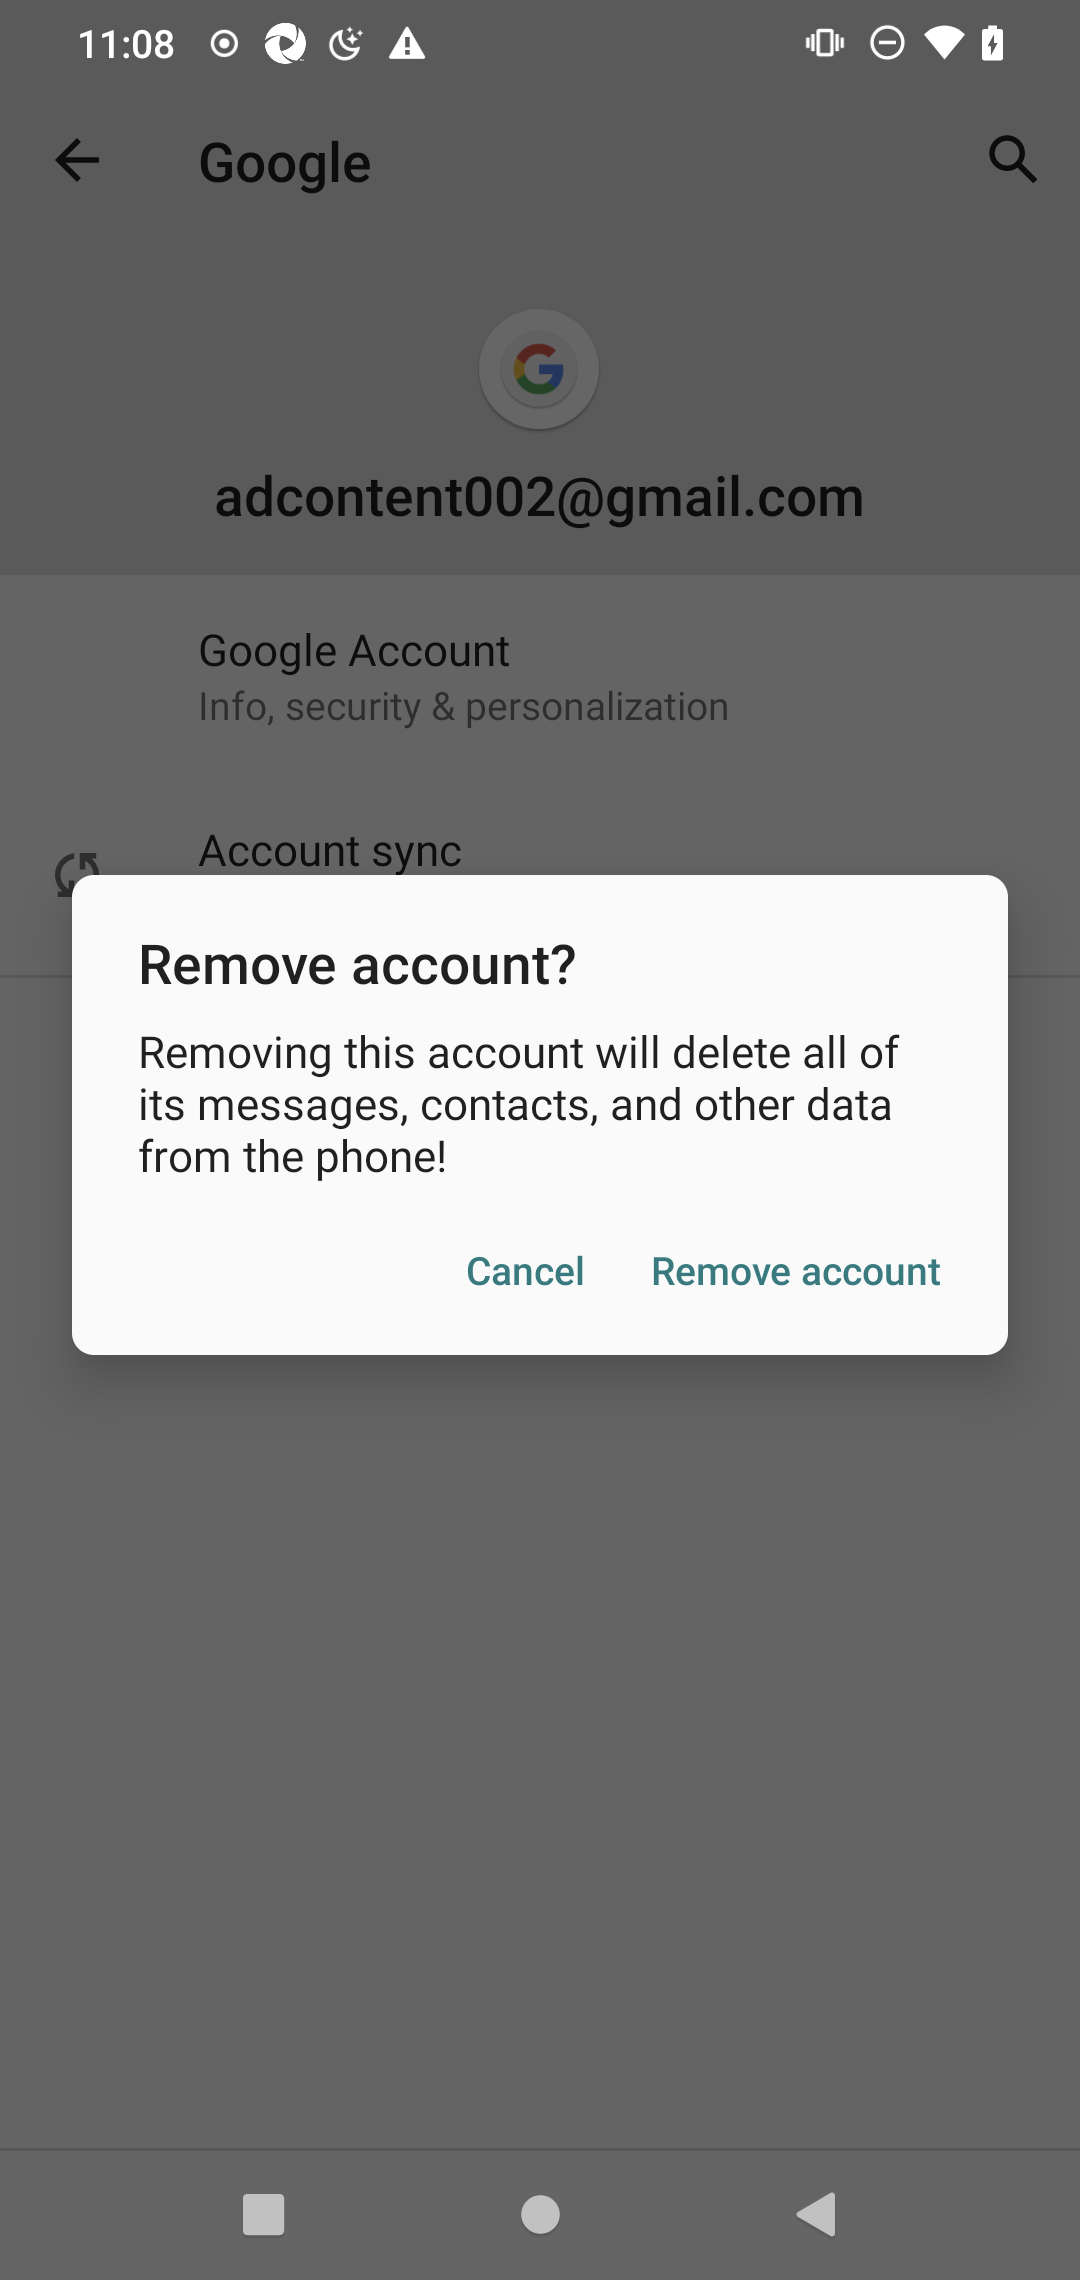 11:08
Google
adcontent002@gmail.com
Google Account
Info, security & personalization
Account sync
Remove account?
Removing this account will delete all of
its messages, contacts, and other data
from the phone!
Cancel Remove account